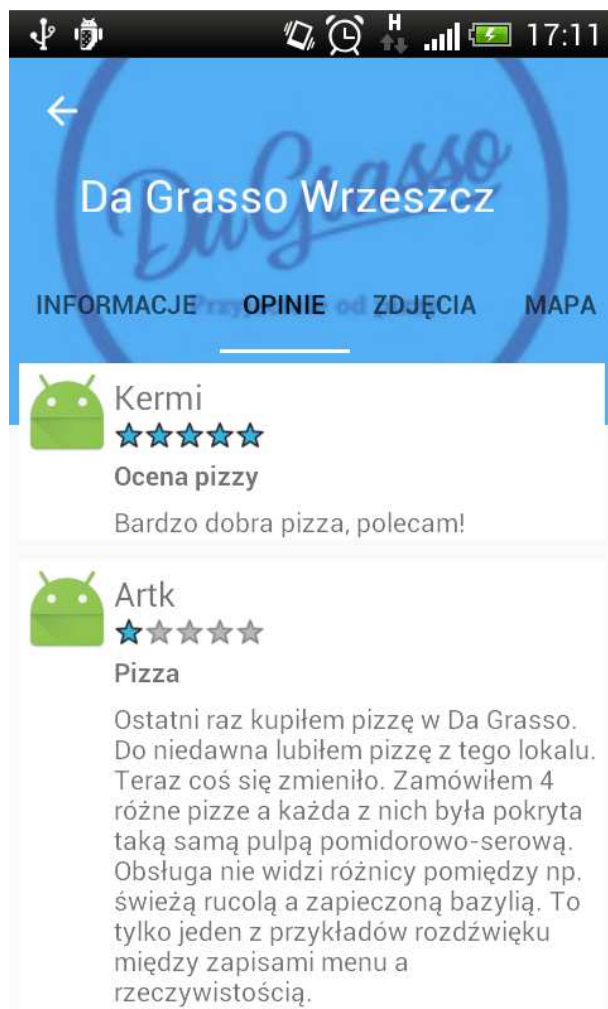 H 17:11
Da Grasso
Da Grasso Wrzeszcz
INFORMACJE OPINIE ZDJĘCIA MAPA
od
Kermi
Ocena pizzy
Bardzo dobra pizza, polecam!
Artk
Pizza
Ostatni raz kupiłem pizzę w Da Grasso.
Do niedawna lubiłem pizzę z tego lokalu.
Teraz coś się zmieniło. Zamówiłem 4
różne pizze a każda z nich była pokryta
taką samą pulpą pomidorowo-serową.
Obsługa nie widzi różnicy pomiędzy np.
świeżą rucolą a zapieczoną bazylią. To
tylko jeden z przykładów rozdźwięku
między zapisami menu a
rzeczywistością.